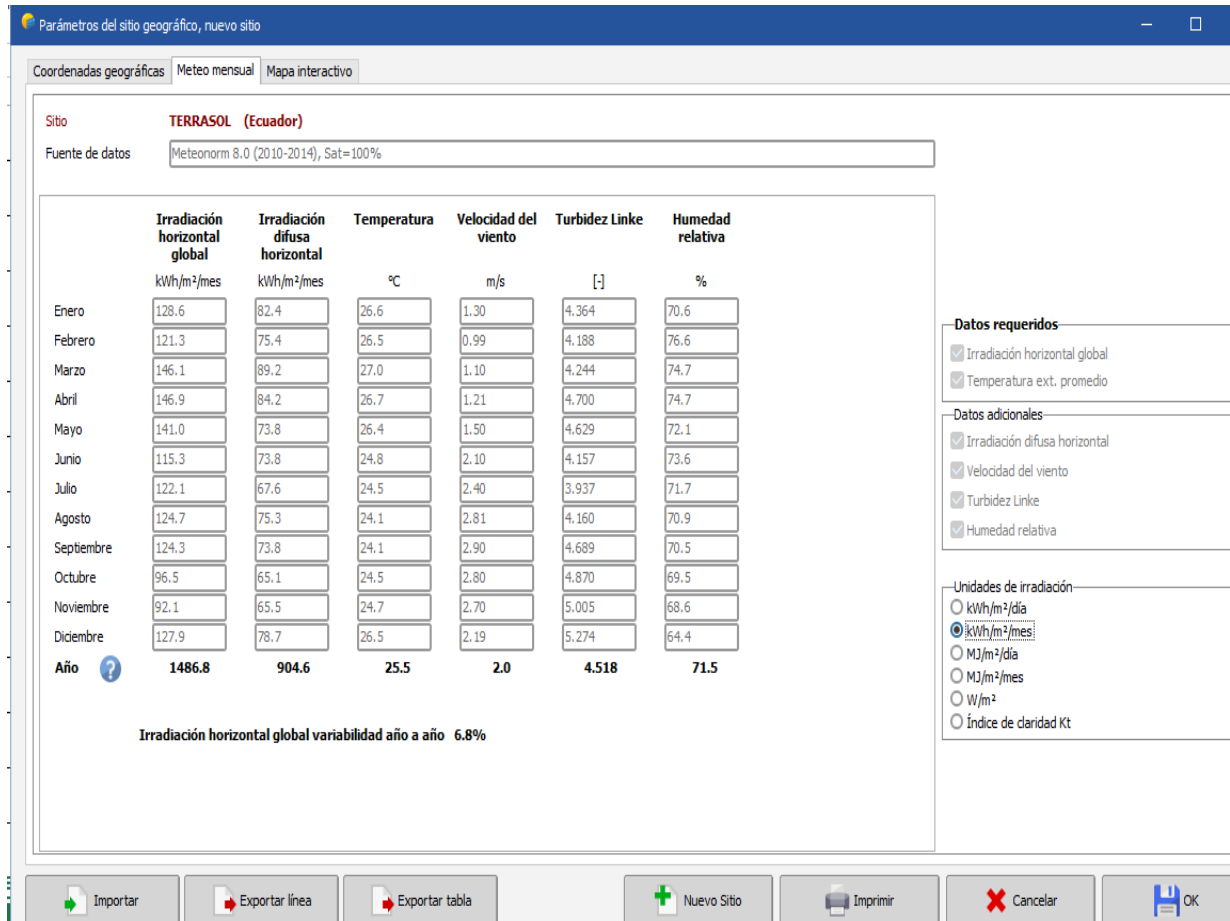 Parámetros del sitio geográfico, nuevo sitio
Coordenadas geográficas Meteo mensual Mapa interactivo
Sitio TERRASOL (Ecuador)
Fuente de datos Meteonorm 8.0 (2010-2014), Sat=100%
Irradiación horizontal global Irradiación difusa horizontal Temperatura Velocidad del viento Turbidez Linke Humedad relativa
kWh/m²/mes kWh/m²/mes °C m/s [-] %
Enero 128.6 82.4 26.6 1.30 4.364 70.6
Febrero 121.3 75.4 26.5 0.99 4.188 76.6
Marzo 146.1 89.2 27.0 1.10 4.244 74.7
Abril 146.9 84.2 26.7 1.21 4.700 74.7
Mayo 141.0 73.8 26.4 1.50 4.629 72.1
Junio 115.3 73.8 24.8 2.10 4.157 73.6
Julio 122.1 67.6 24.5 2.40 3.937 71.7
Agosto 124.7 75.3 24.1 2.81 4.160 70.9
Septiembre 124.3 73.8 24.1 2.90 4.689 70.5
Octubre 96.5 65.1 24.5 2.80 4.870 69.5
Noviembre 92.1 65.5 24.7 2.70 5.005 68.6
Diciembre 127.9 78.7 26.5 2.19 5.274 64.4
Año ? 1486.8 904.6 25.5 2.0 4.518 71.5
Irradiación horizontal global variabilidad año a año 6.8%
Datos requeridos
Irradiación horizontal global
Temperatura ext. promedio
Datos adicionales
Irradiación difusa horizontal
Velocidad del viento
Turbidez Linke
Humedad relativa
Unidades de irradiación
kWh/m²/día
kWh/m²/mes
MJ/m²/día
MJ/m²/mes
W/m²
Índice de claridad Kt
Importar Exportar línea Exportar tabla Nuevo Sitio Imprimir Cancelar OK